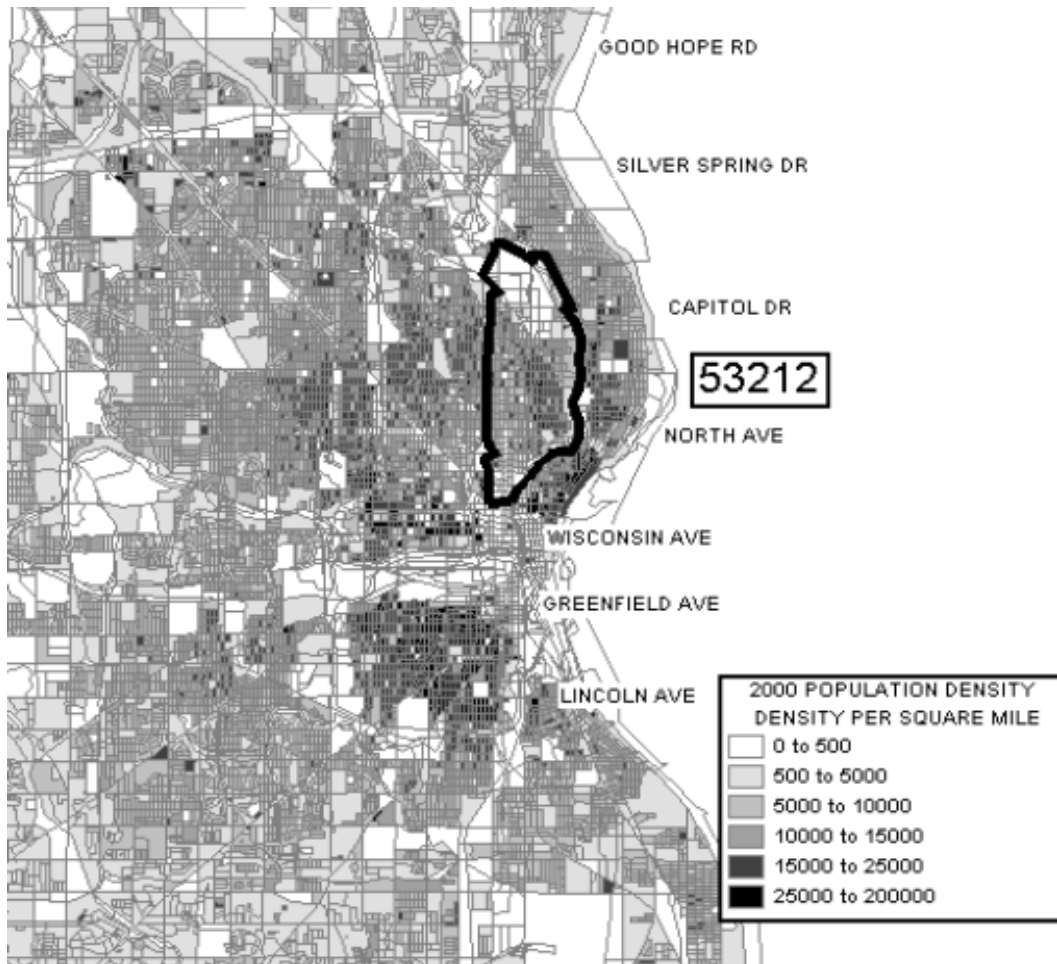 GOOD HOPE RD
SILVER SPRING DR
CAPITOL DR
53212
NORTH AVE
WISCONSIN AVE
GREENFIELD AVE
LINCOLN AVE
2000 POPULATION DENSITY
DENSITY PER SQUARE MILE
0 to 500
500 to 5000
5000 to 10000
10000 to 15000
15000 to 25000
25000 to 200000